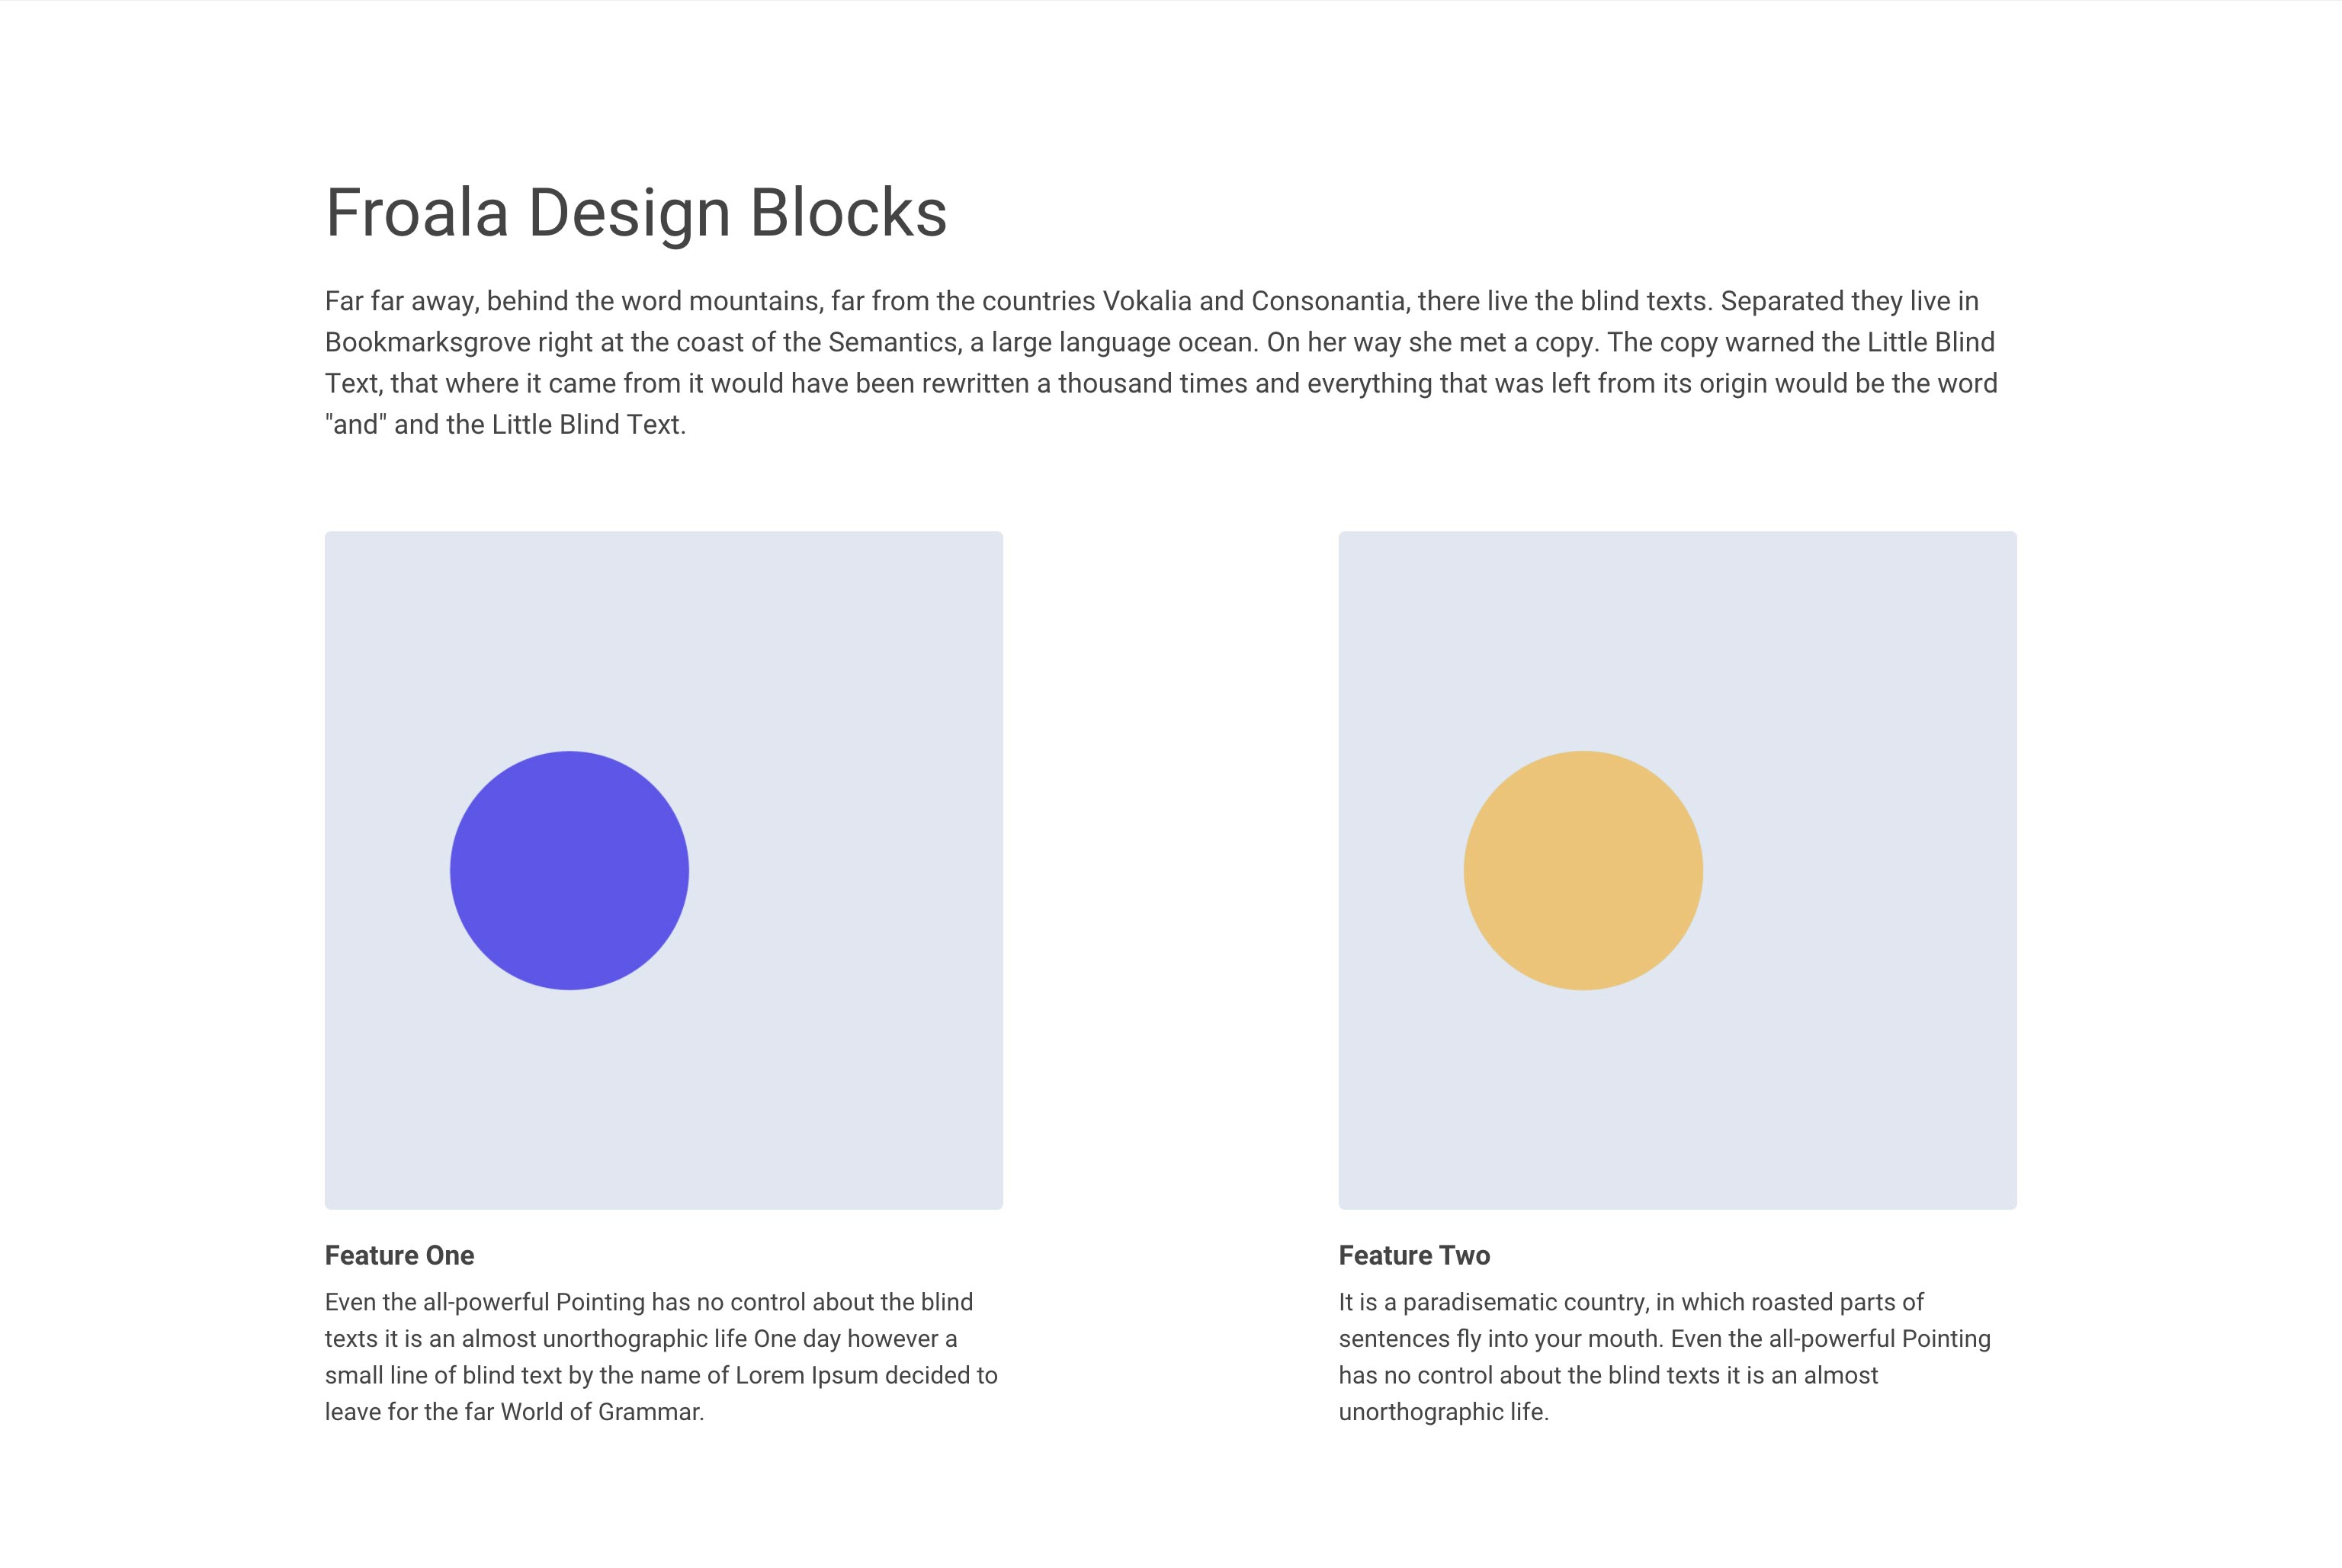 Froala Design Blocks
Far far away, behind the word mountains, far from the countries Vokalia and Consonantia, there live the blind texts. Separated they live in
Bookmarksgrove right at the coast of the Semantics, a large language ocean. On her way she met a copy. The copy warned the Little Blind
Text, that where it came from it would have been rewritten a thousand times and everything that was left from its origin would be the word
"and" and the Little Blind Text.
Feature One
Even the all-powerful Pointing has no control about the blind
texts it is an almost unorthographic life One day however a
small line of blind text by the name of Lorem Ipsum decided to
leave for the far World of Grammar.
Feature Two
It is a paradisematic country, in which roasted parts of
sentences fly into your mouth. Even the all-powerful Pointing
has no control about the blind texts it is an almost
unorthographic life.